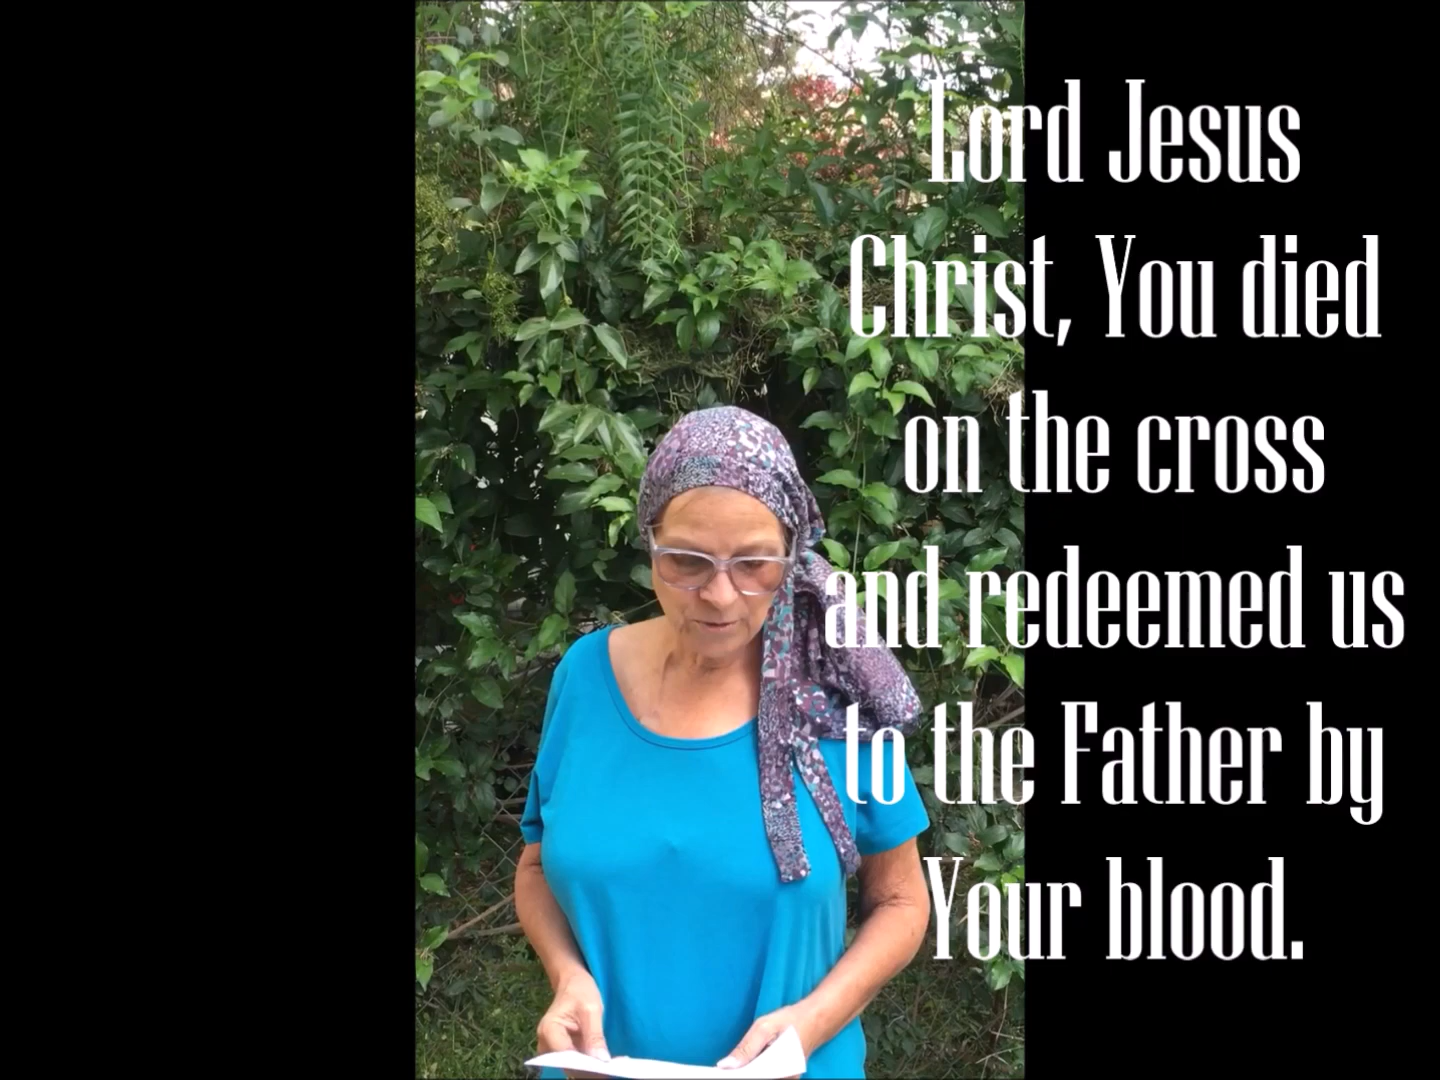 Lord Jesus
Christ, You died
on the cross
and redeemed us
to the Father by
Your blood.